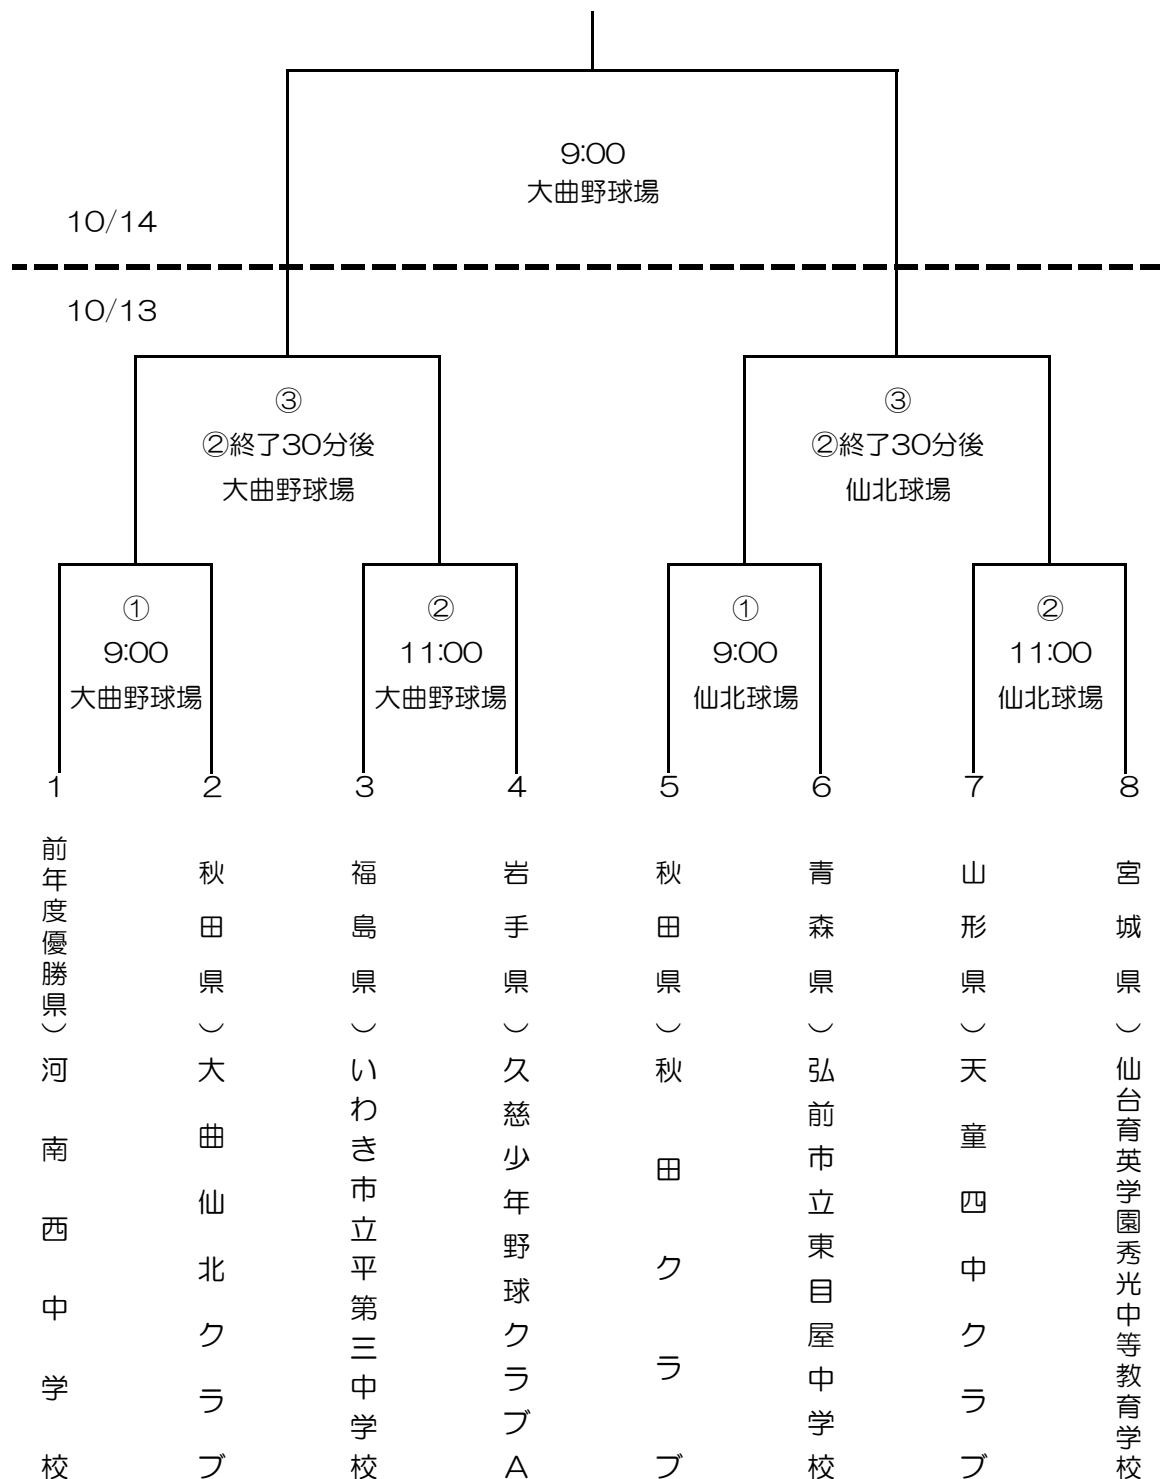 9:00
大曲野球場
10/14
10/13
③
②終了30分後
大曲野球場
③
②終了30分後
仙北球場
①
9:00
大曲野球場
②
11:00
大曲野球場
①
9:00
仙北球場
②
11:00
仙北球場
1
前年度優勝県）河南西中学校
2
秋田県）大曲仙北クラブ
3
福島県）いわき市立平第三中学校
4
岩手県）久慈少年野球クラブA
5
秋田県）秋田クラブ
6
青森県）弘前市立東目屋中学校
7
山形県）天童四中クラブ
8
宮城県）仙台育英学園秀光中等教育学校